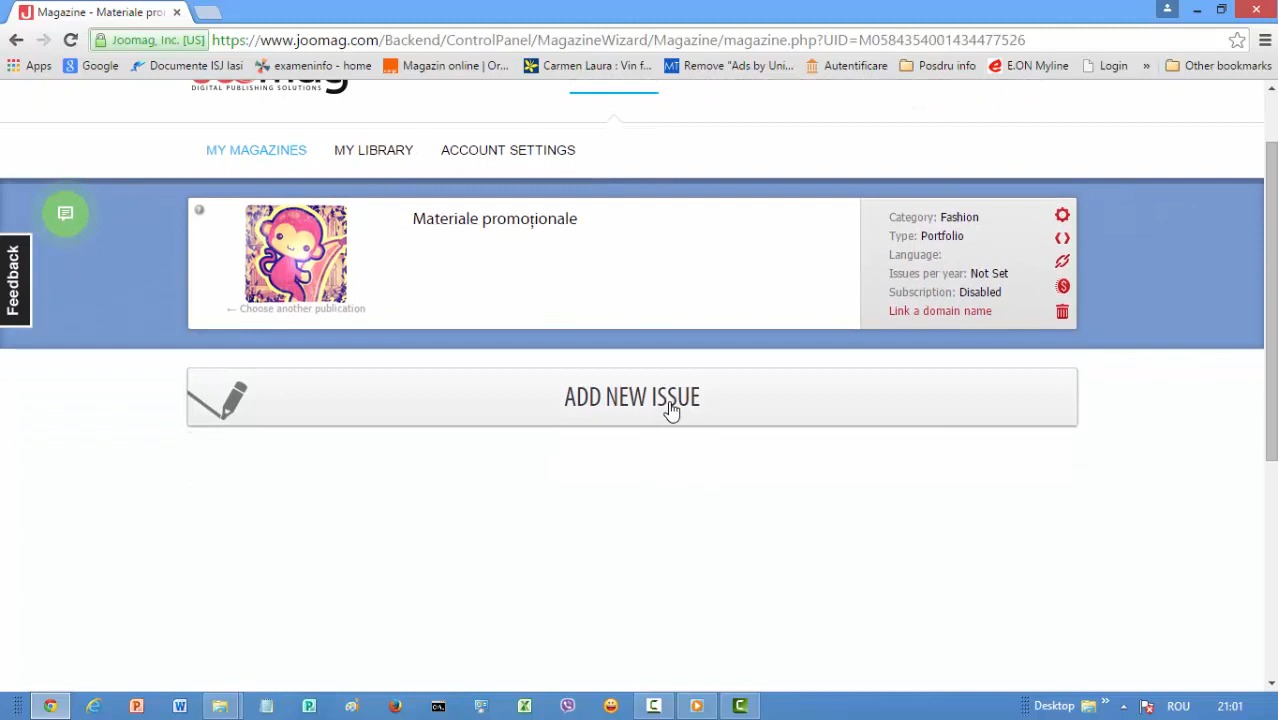 Magazine - Materiale pro
Joomag, Inc. [US] https://www.joomag.com/Backend/ControlPanel/MagazineWizard/Magazine/magazine.php?UID=M0584354001434477526
Apps Google Documente ISJ Iasi exameninfo - home Magazin online | Or... Carmen Laura : Vin f... Remove "Ads by Uni... Autentificare Posdru info E.ON Myline Login » Other bookmarks
DIGITAL PUBLISHING SOLUTIONS
MY MAGAZINES MY LIBRARY ACCOUNT SETTINGS
Feedback
Materiale promoționale
← Choose another publication
Category: Fashion
Type: Portfolio
Language:
Issues per year: Not Set
Subscription: Disabled
Link a domain name
ADD NEW ISSUE
Desktop » ROU 21:01